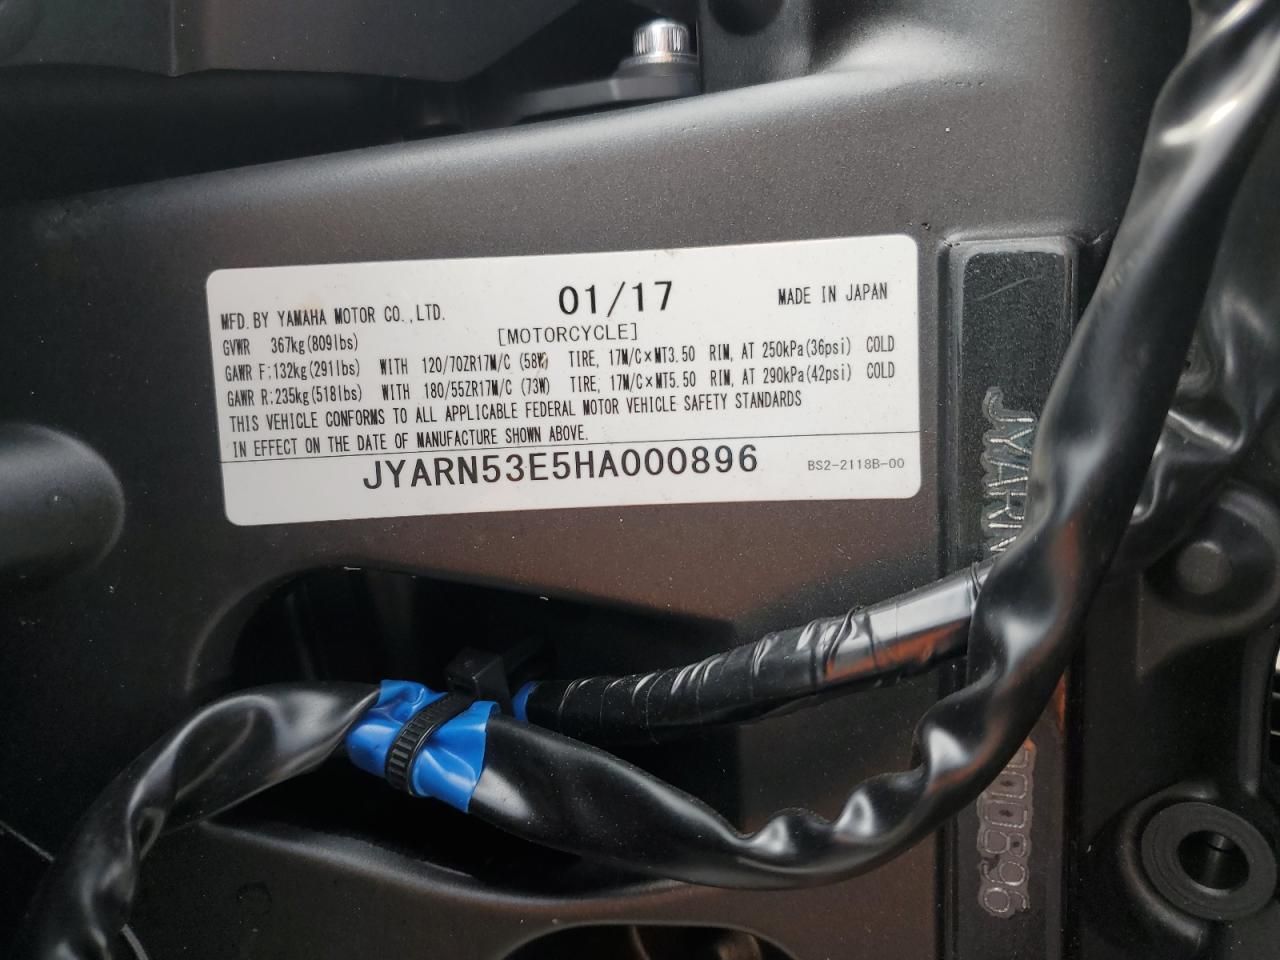 MFD. BY YAMAHA MOTOR CO.,LTD. 01/17 MADE IN JAPAN
GVWR 367kg(809lbs) [MOTORCYCLE]
GAWR F:132kg(291lbs) WITH 120/70ZR17M/C (58W) TIRE, 17M/C×MT3.50 RIM, AT 250kPa(36psi) COLD
GAWR R:235kg(518lbs) WITH 180/55ZR17M/C (73W) TIRE, 17M/C×MT5.50 RIM, AT 290kPa(42psi) COLD
THIS VEHICLE CONFORMS TO ALL APPLICABLE FEDERAL MOTOR VEHICLE SAFETY STANDARDS
IN EFFECT ON THE DATE OF MANUFACTURE SHOWN ABOVE.
JYARN53E5HA000896 BS2-2118B-00
JYARN
000896